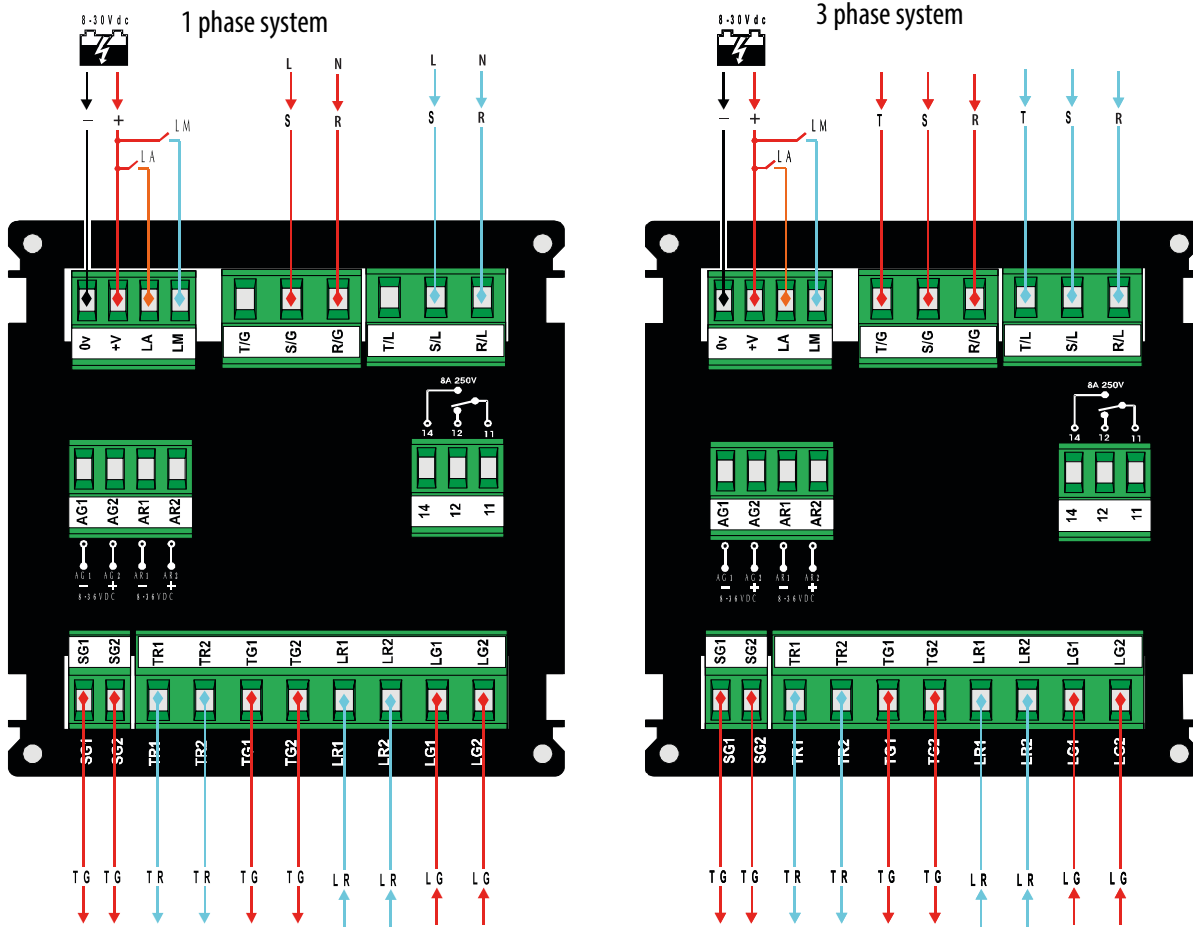 1 phase system
8-30Vdc
L N L N
− +
S R S R
LM
LA
0v +V LA LM
T/G S/G R/G
T/L S/L R/L
8A 250V
14 12 11
AG1 AG2 AR1 AR2
14 12 11
AG1 AG2 AR1 AR2
− + − +
8-36VDC
SG1 SG2 TR1 TR2 TG1 TG2 LR1 LR2 LG1 LG2
SG1 SG2 TR1 TR2 TG1 TG2 LR1 LR2 LG1 LG2
TG TG TR TR TG TG LR LR LG LG
3 phase system
8-30Vdc
− +
T S R T S R
LM
LA
0v +V LA LM
T/G S/G R/G
T/L S/L R/L
8A 250V
14 12 11
AG1 AG2 AR1 AR2
14 12 11
AG1 AG2 AR1 AR2
− + − +
8-36VDC
SG1 SG2 TR1 TR2 TG1 TG2 LR1 LR2 LG1 LG2
SG1 SG2 TR1 TR2 TG1 TG2 LR1 LR2 LG1 LG2
TG TG TR TR TG TG LR LR LG LG